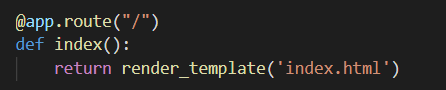 @app.route("/")
def index():
    return render_template('index.html')